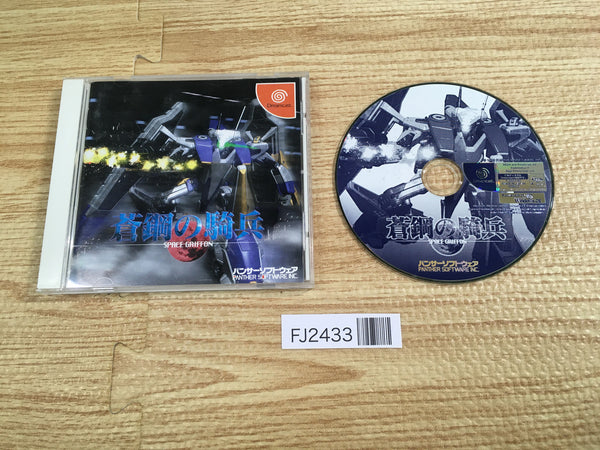 Dreamcast
蒼鋼の騎兵
SPACE GRIFFON
パンサーソフトウェア
PANTHER SOFTWARE INC.
蒼鋼の騎兵
SPACE GRIFFON
パンサーソフトウェア
PANTHER SOFTWARE INC.
FJ2433